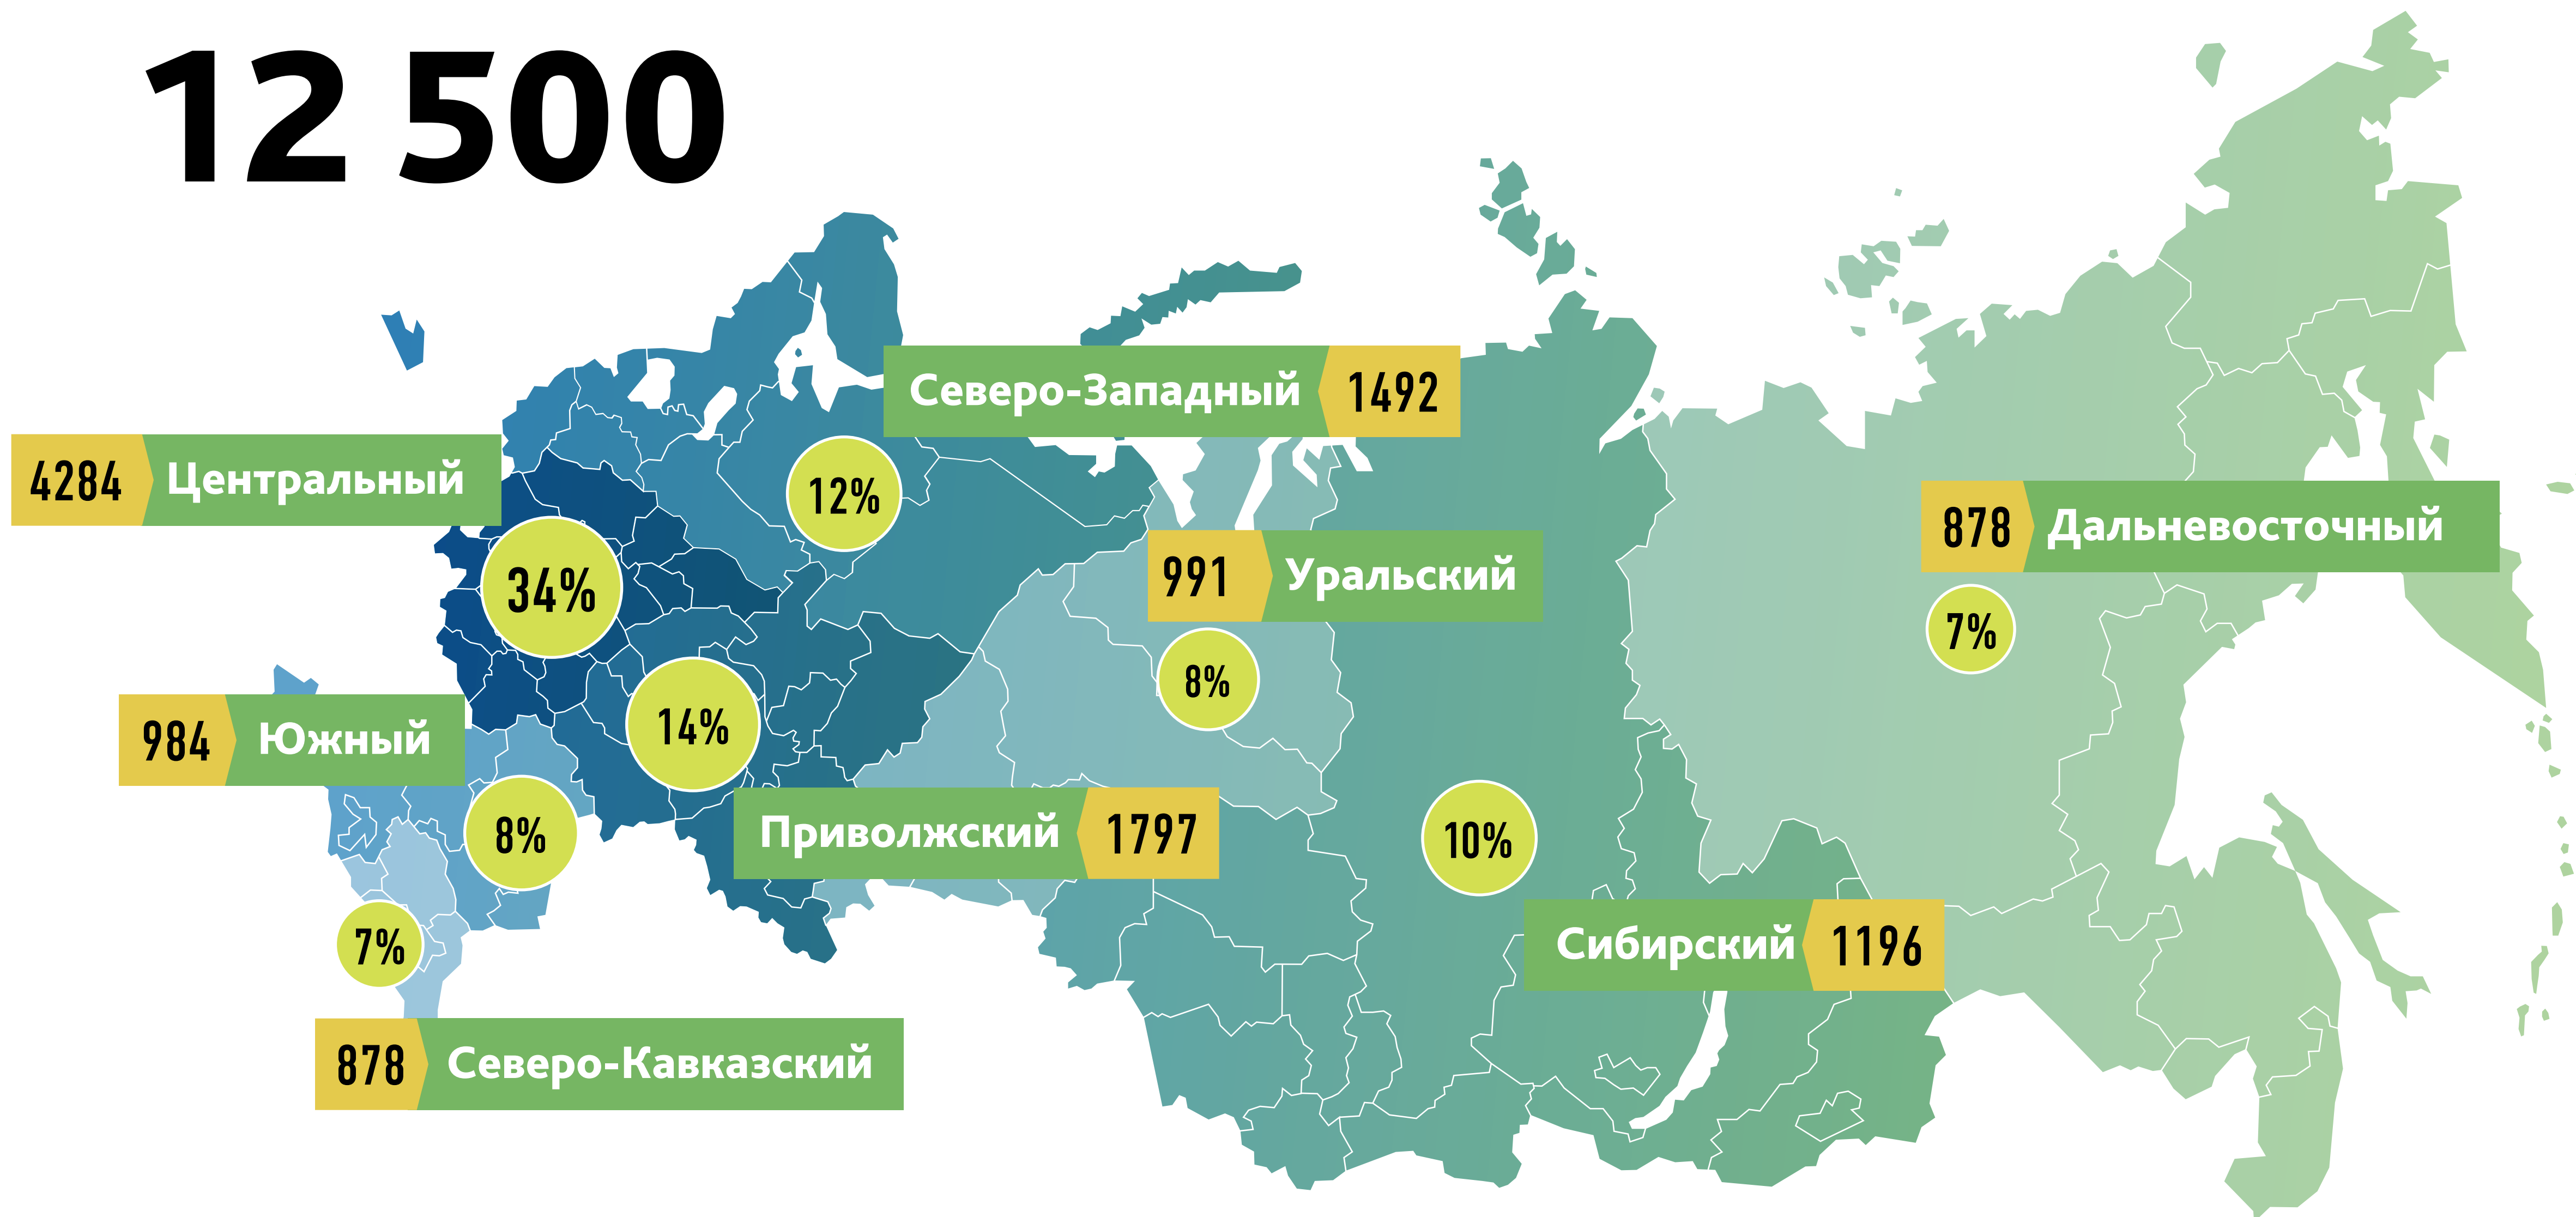 12 500
Северо-Западный 1492
4284 Центральный
12%
878 Дальневосточный
991 Уральский
34%
7%
8%
984 Южный
14%
8%
Приволжский 1797
10%
7%
Сибирский 1196
878 Северо-Кавказский